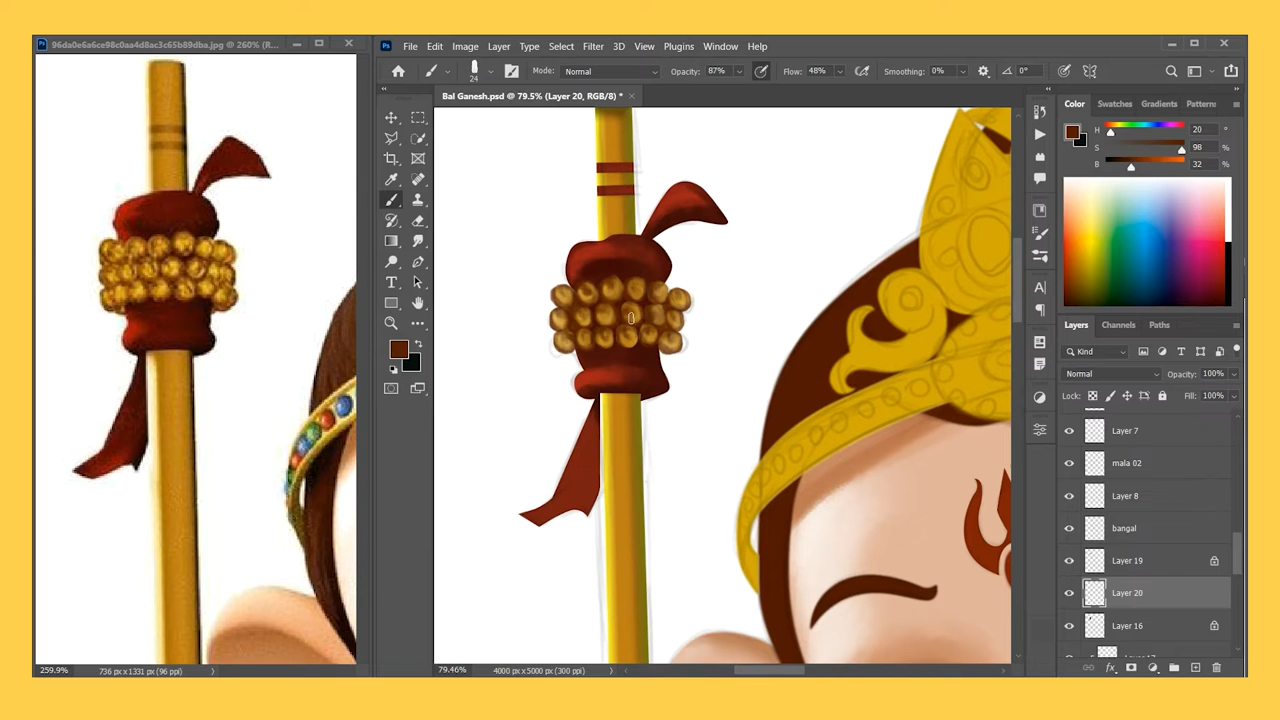 96da0e6a6ce98c0aa4d8ac3c65b89dba.jpg @ 260% (R...
File Edit Image Layer Type Select Filter 3D View Plugins Window Help
24 Mode: Normal Opacity: 87% Flow: 48% Smoothing: 0% 0°
Bal Ganesh.psd @ 79.5% (Layer 20, RGB/8) *
Color Swatches Gradients Patterns
H 20 °
S 98 %
B 32 %
Layers Channels Paths
Kind
Normal Opacity: 100%
Lock: Fill: 100%
Layer 7
mala 02
Layer 8
bangal
Layer 19
Layer 20
Layer 16
259.9% 736 px x 1331 px (96 ppi)
79.46% 4000 px x 5000 px (300 ppi)